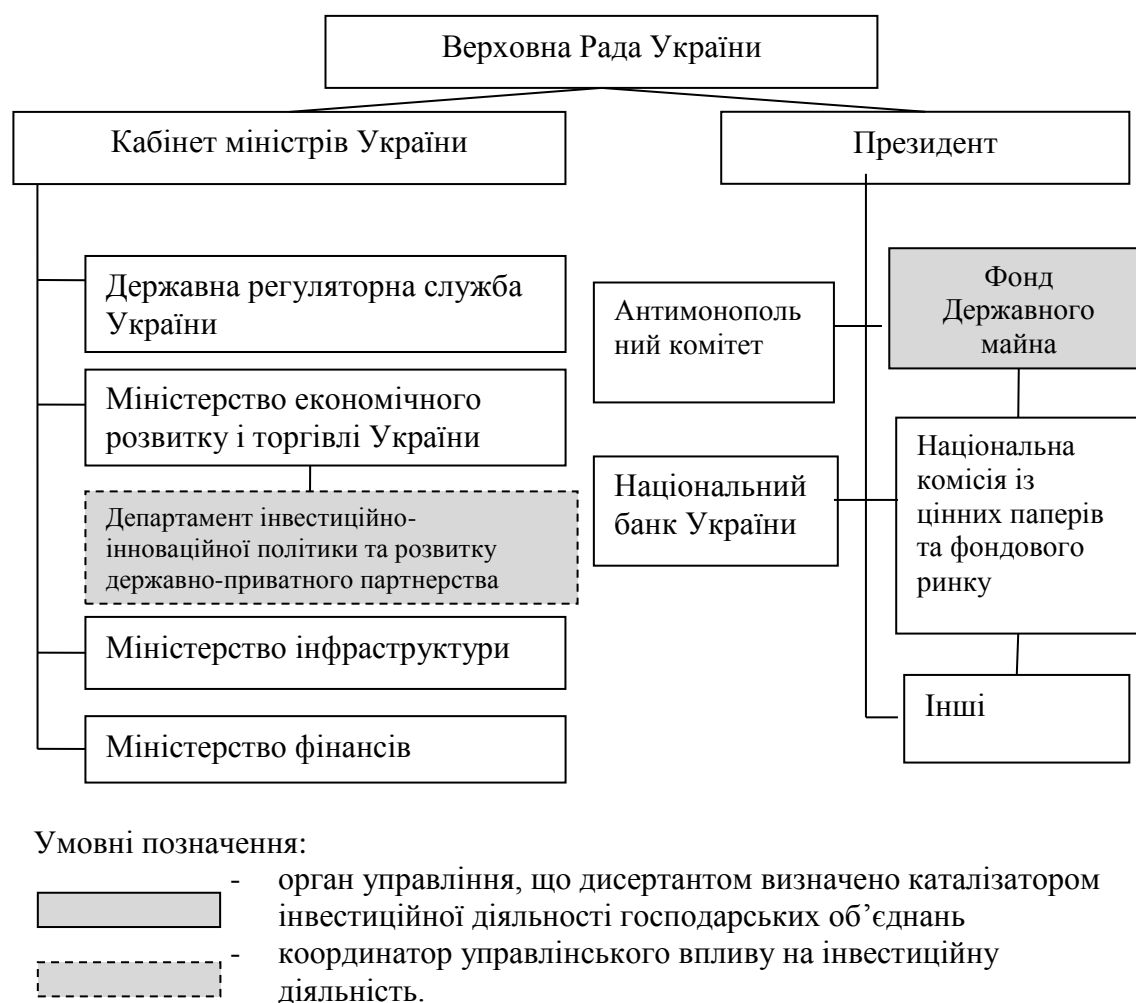 Верховна Рада України
Кабінет міністрів України
Президент
Державна регуляторна служба
України
Міністерство економічного
розвитку і торгівлі України
Департамент інвестиційно-
інноваційної політики та розвитку
державно-приватного партнерства
Міністерство інфраструктури
Міністерство фінансів
Антимонополь
ний комітет
Фонд
Державного
майна
Національний
банк України
Національна
комісія із
цінних паперів
та фондового
ринку
Інші
Умовні позначення:
- орган управління, що дисертантом визначено каталізатором
інвестиційної діяльності господарських об’єднань
- координатор управлінського впливу на інвестиційну
діяльність.